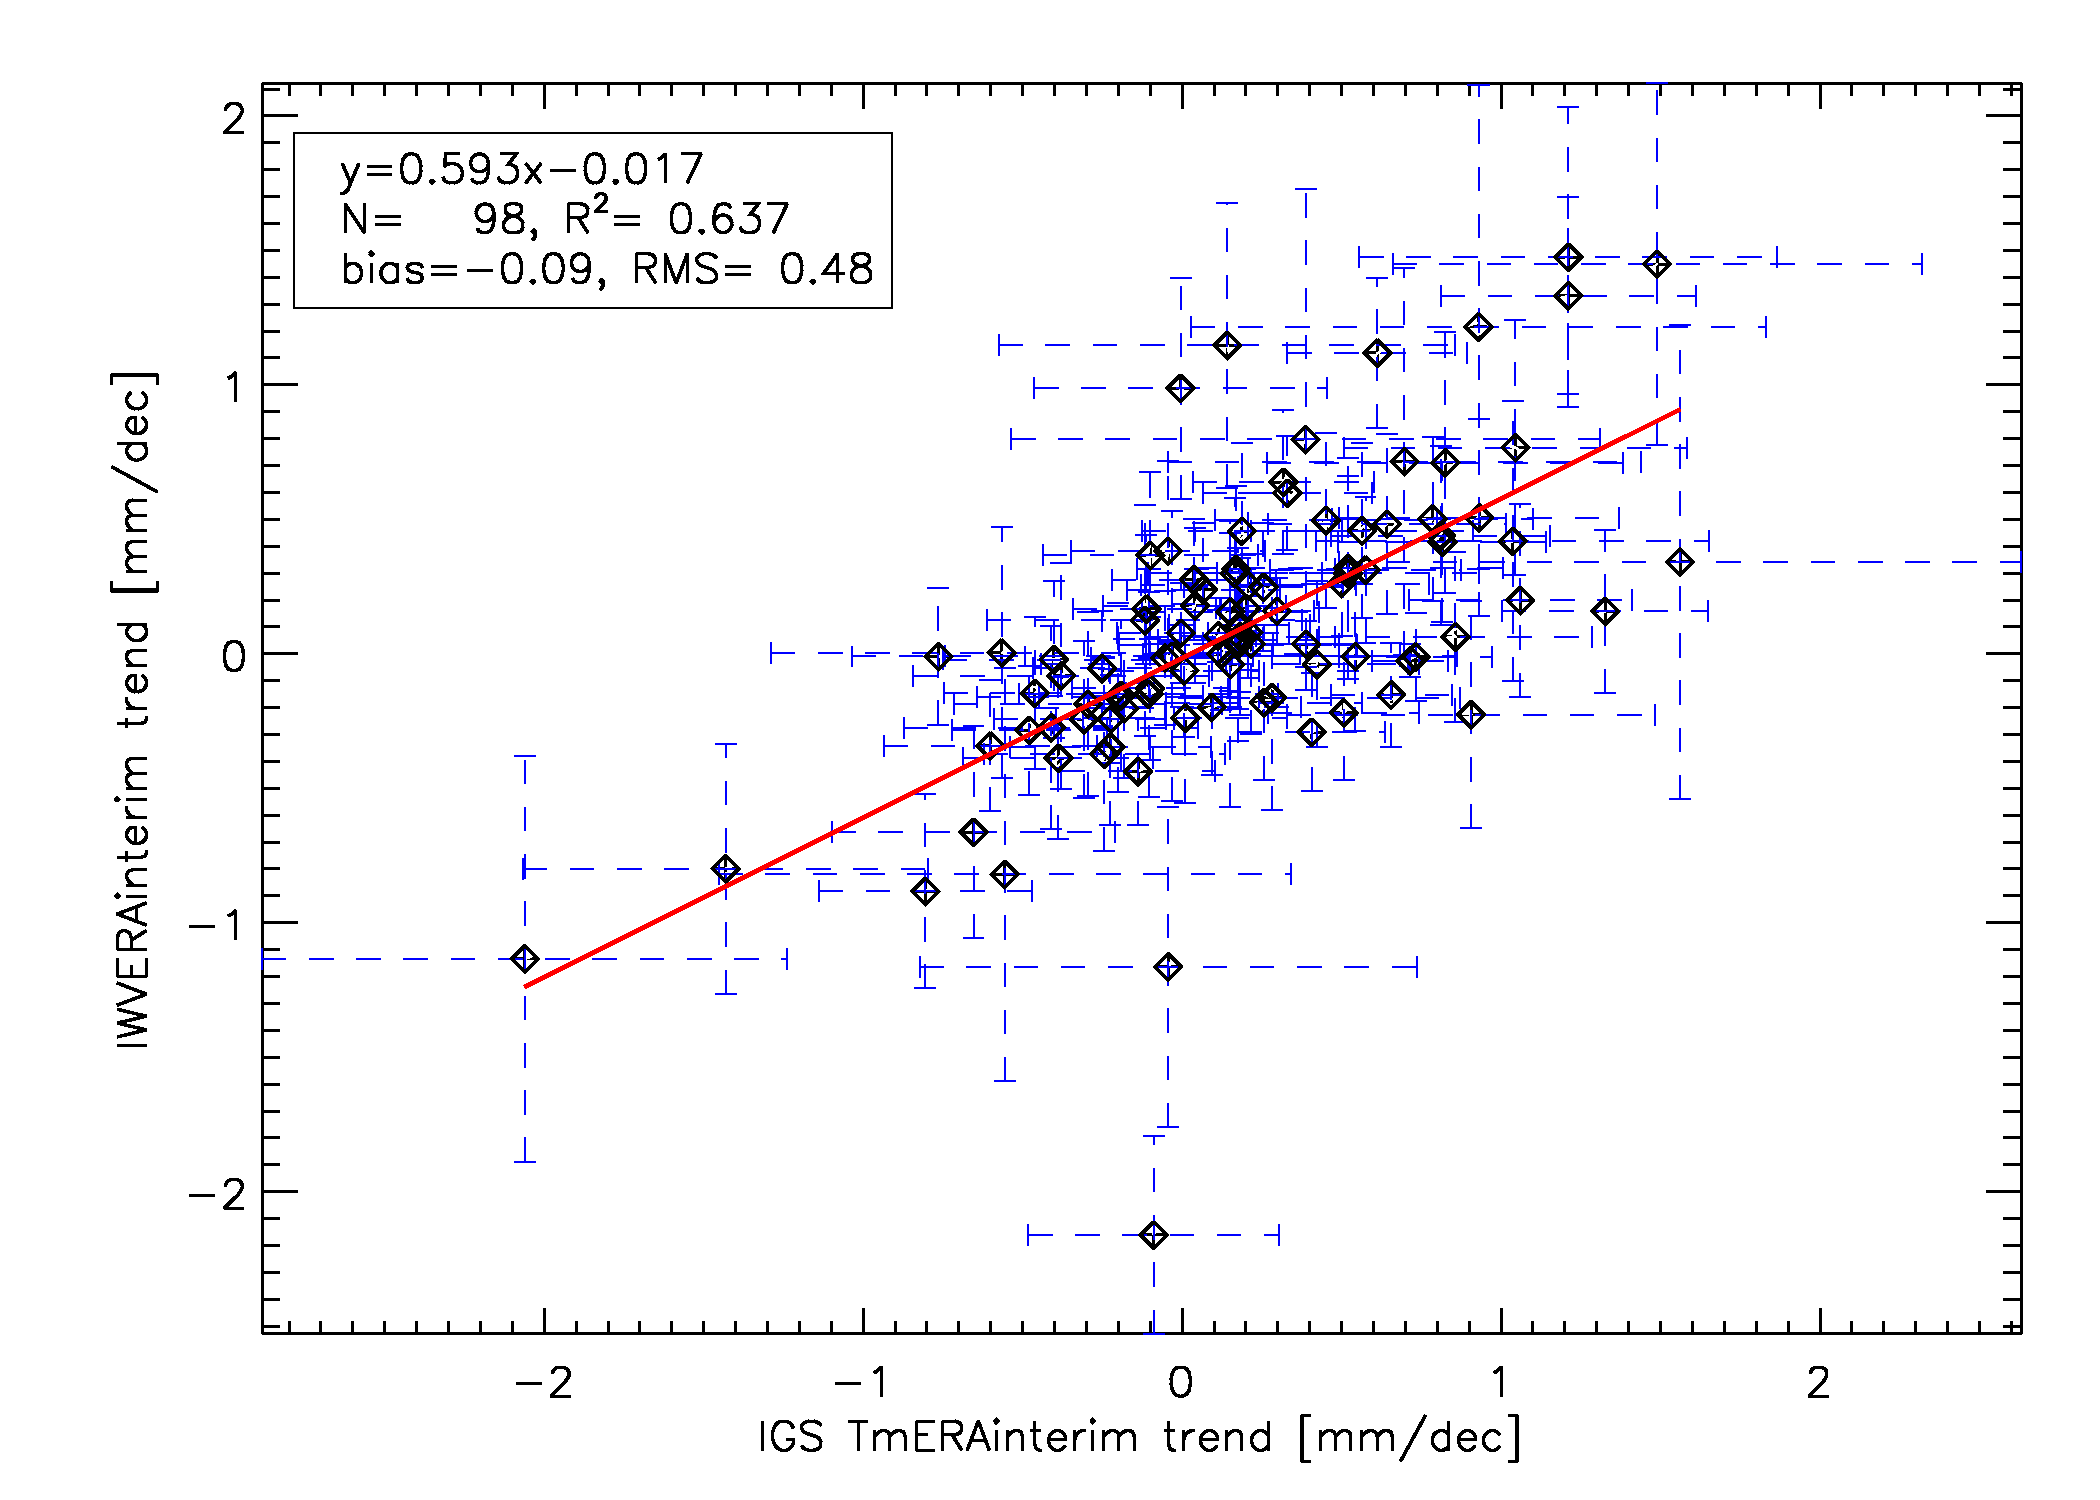 y=0.593x−0.017
N= 98, R²= 0.637
bias=−0.09, RMS= 0.48
2
1
0
−1
−2
IWVERAinterim trend [mm/dec]
−2 −1 0 1 2
IGS TmERAinterim trend [mm/dec]